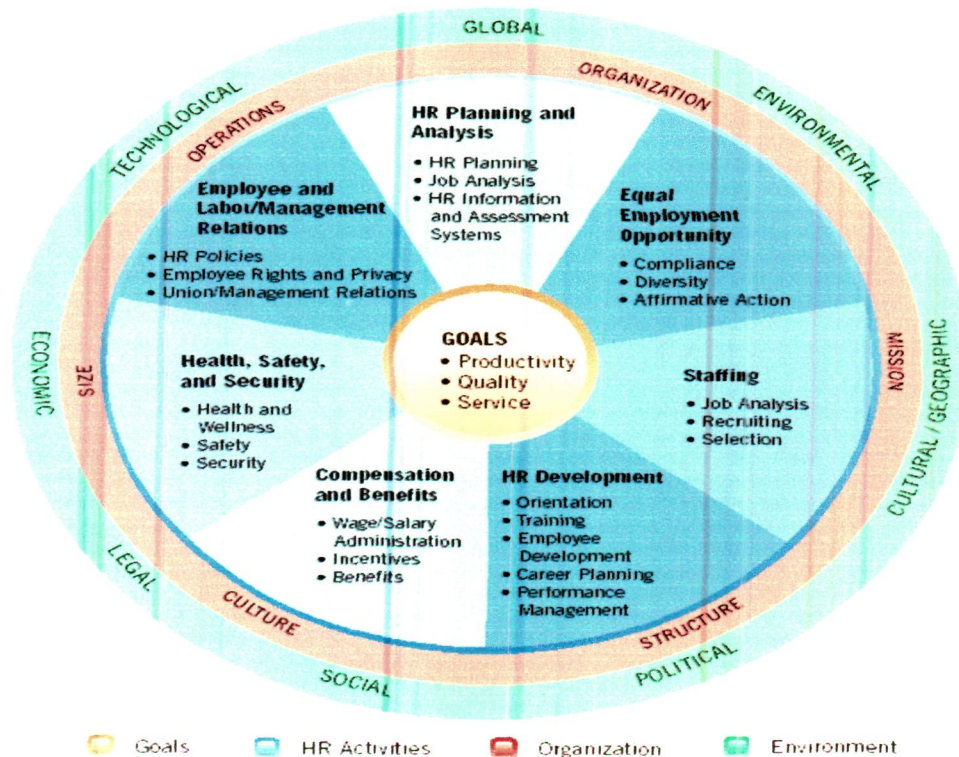 GLOBAL
TECHNOLOGICAL
ENVIRONMENTAL
ECONOMIC
CULTURAL / GEOGRAPHIC
LEGAL
SOCIAL
POLITICAL
ORGANIZATION
OPERATIONS
SIZE
MISSION
CULTURE
STRUCTURE
HR Planning and
Analysis
• HR Planning
• Job Analysis
• HR Information
and Assessment
Systems
Equal
Employment
Opportunity
• Compliance
• Diversity
• Affirmative Action
Staffing
• Job Analysis
• Recruiting
• Selection
HR Development
• Orientation
• Training
• Employee
Development
• Career Planning
• Performance
Management
Compensation
and Benefits
• Wage/Salary
Administration
• Incentives
• Benefits
Health, Safety,
and Security
• Health and
Wellness
• Safety
• Security
Employee and
Labor/Management
Relations
• HR Policies
• Employee Rights and Privacy
• Union/Management Relations
GOALS
• Productivity
• Quality
• Service
Goals
HR Activities
Organization
Environment